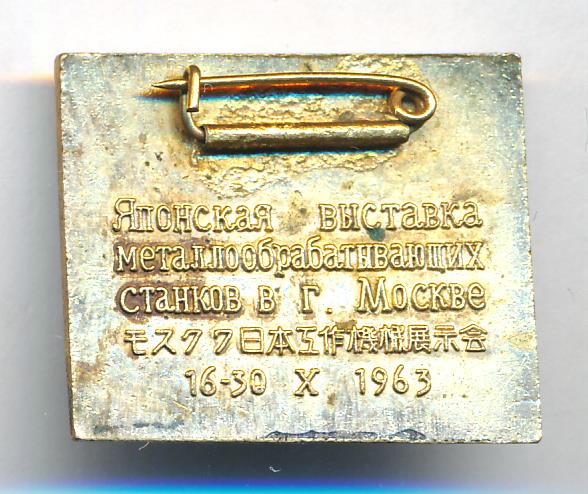 Японская выставка
металлообрабатывающих
станков в г. Москве
モスクワ日本工作機械展示会
16-30 X 1963